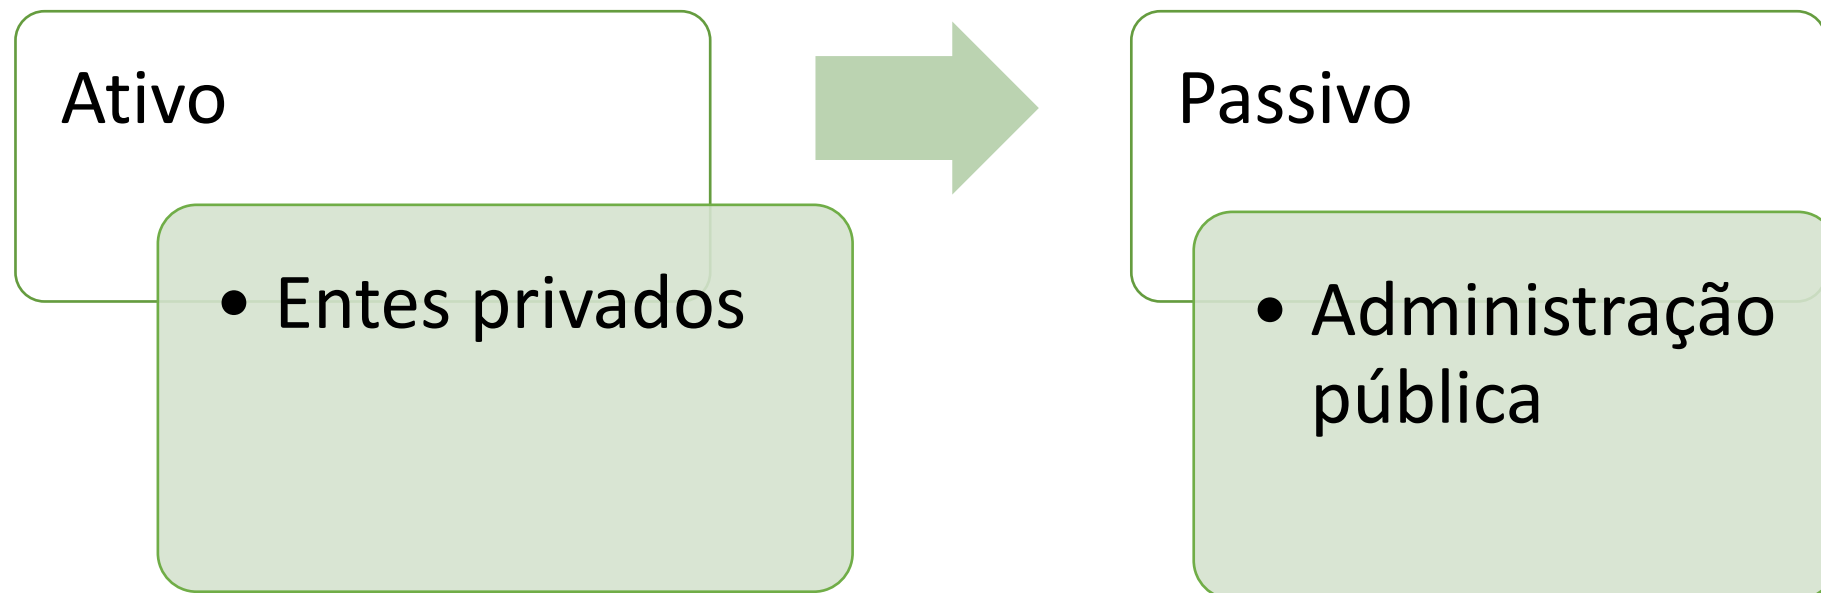 Ativo
• Entes privados
Passivo
• Administração
pública